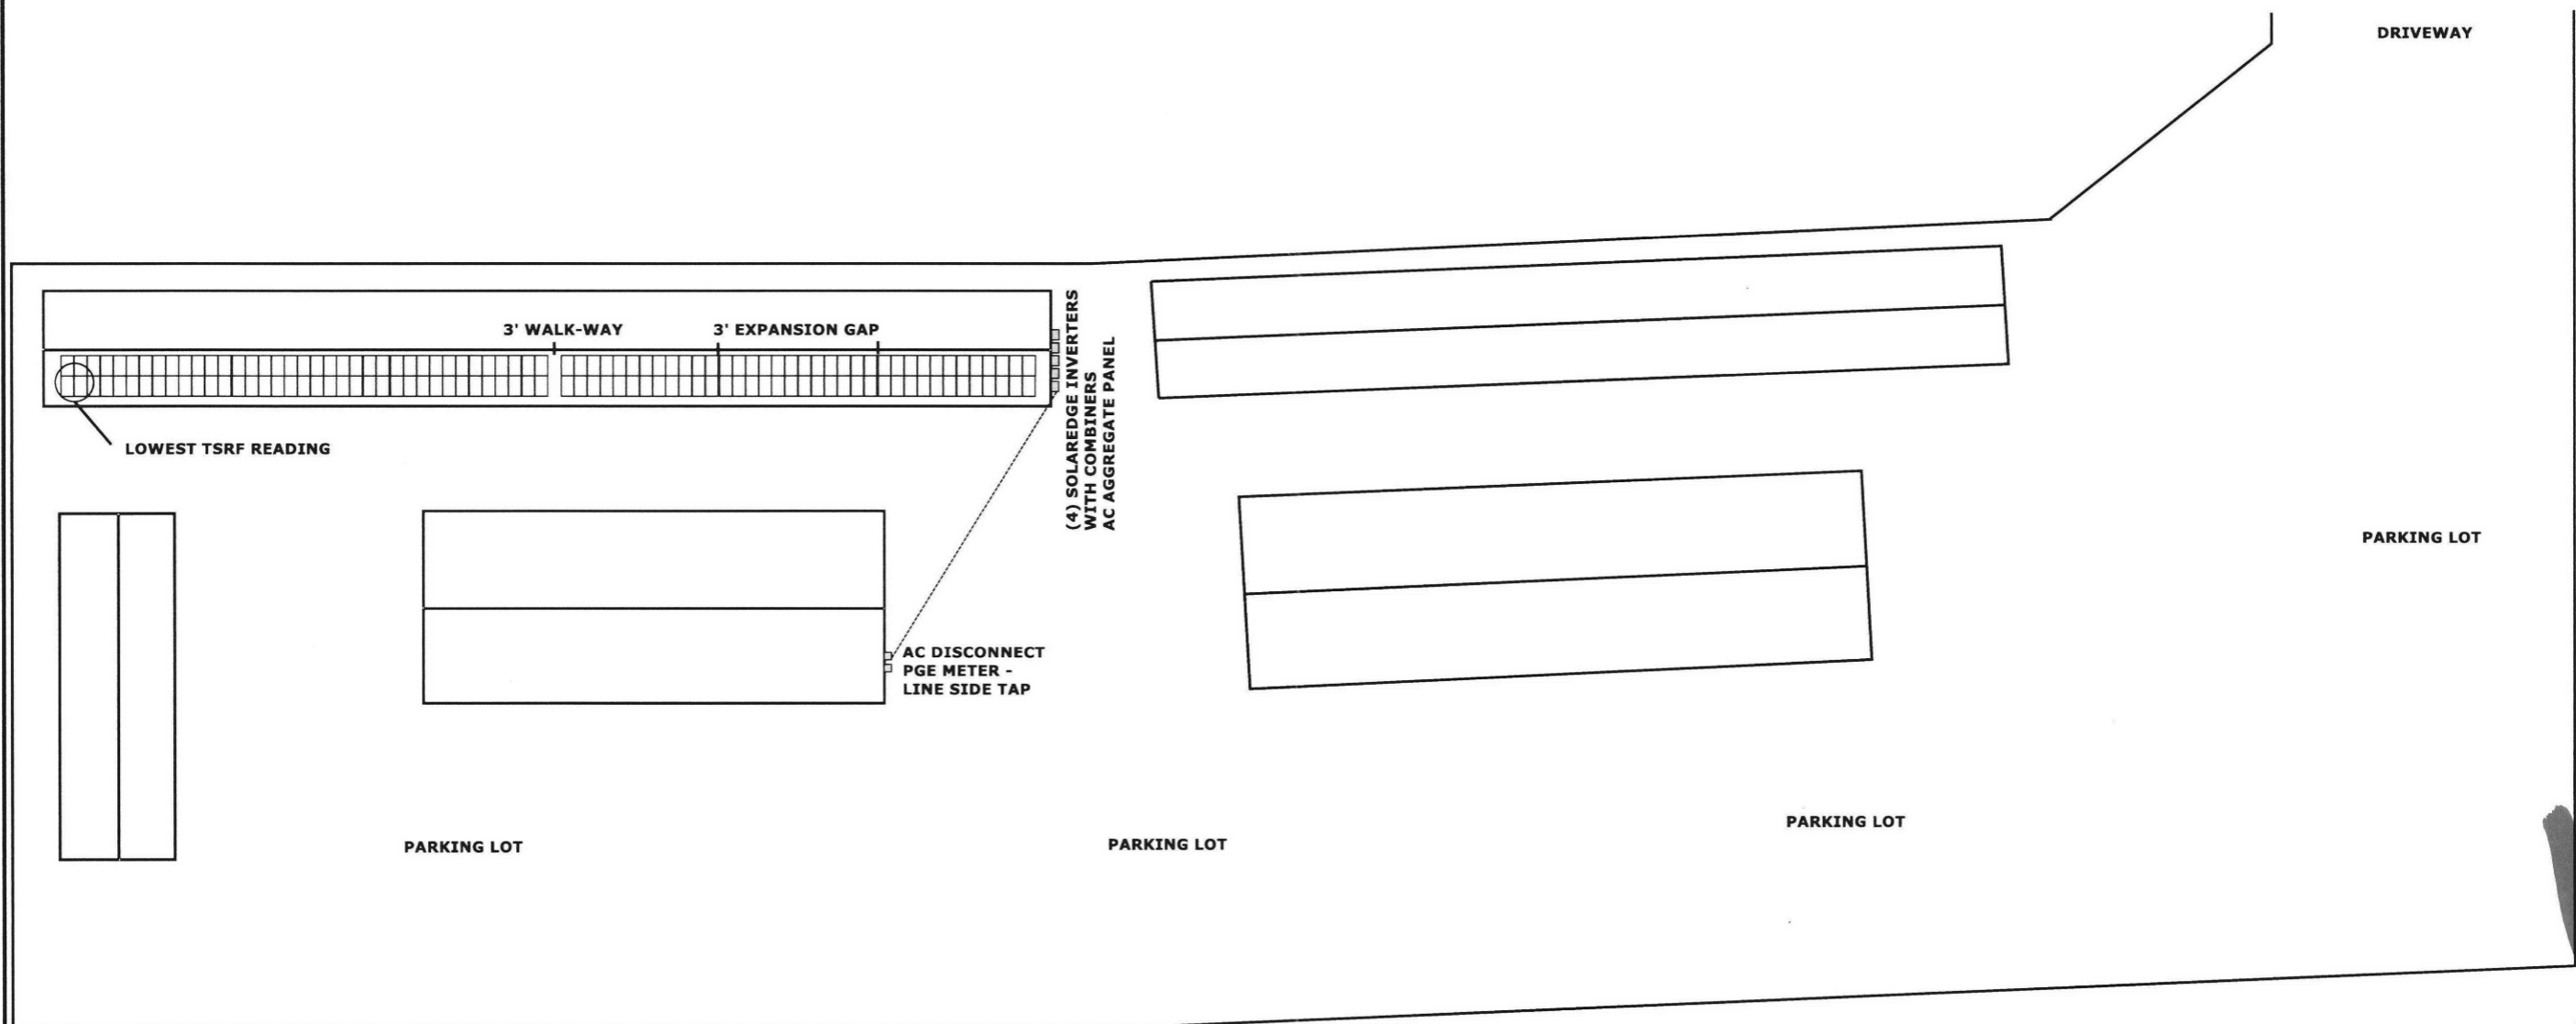 DRIVEWAY
3' WALK-WAY
3' EXPANSION GAP
(4) SOLAREDGE INVERTERS
WITH COMBINERS
AC AGGREGATE PANEL
LOWEST TSRF READING
PARKING LOT
AC DISCONNECT
PGE METER -
LINE SIDE TAP
PARKING LOT
PARKING LOT
PARKING LOT